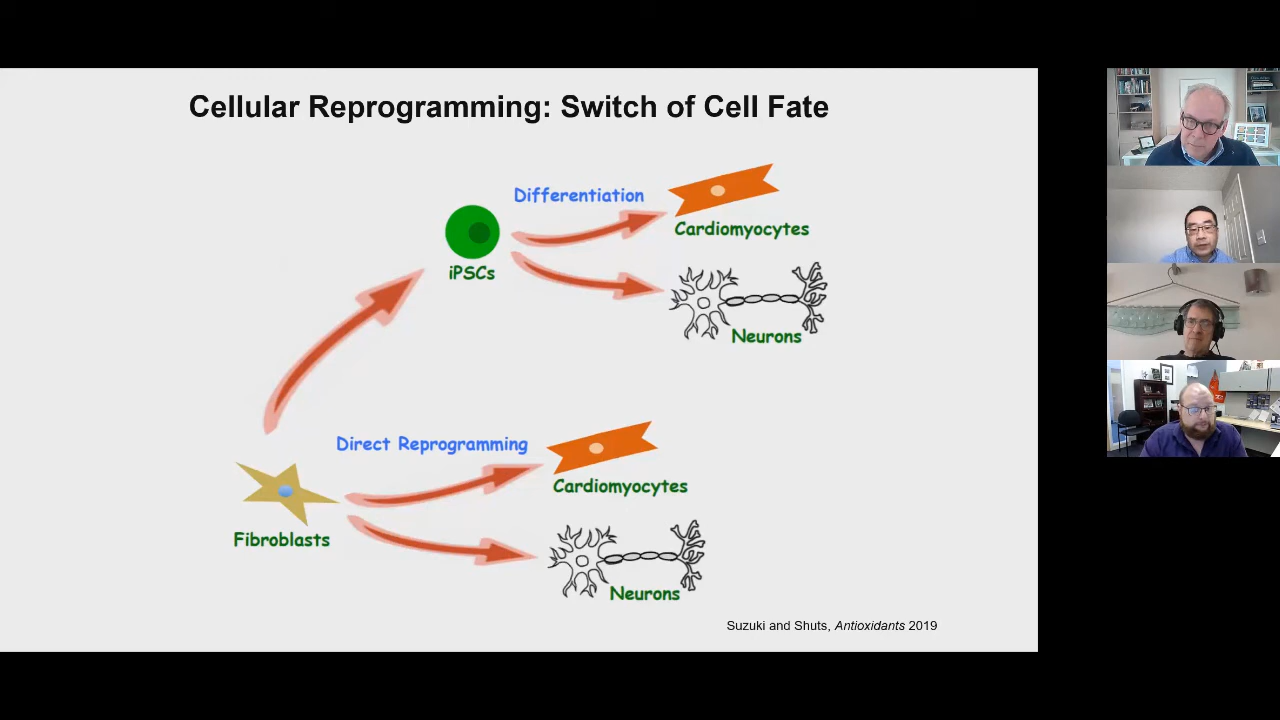 Cellular Reprogramming: Switch of Cell Fate
Differentiation
Cardiomyocytes
iPSCs
Neurons
Direct Reprogramming
Cardiomyocytes
Fibroblasts
Neurons
Suzuki and Shuts, Antioxidants 2019